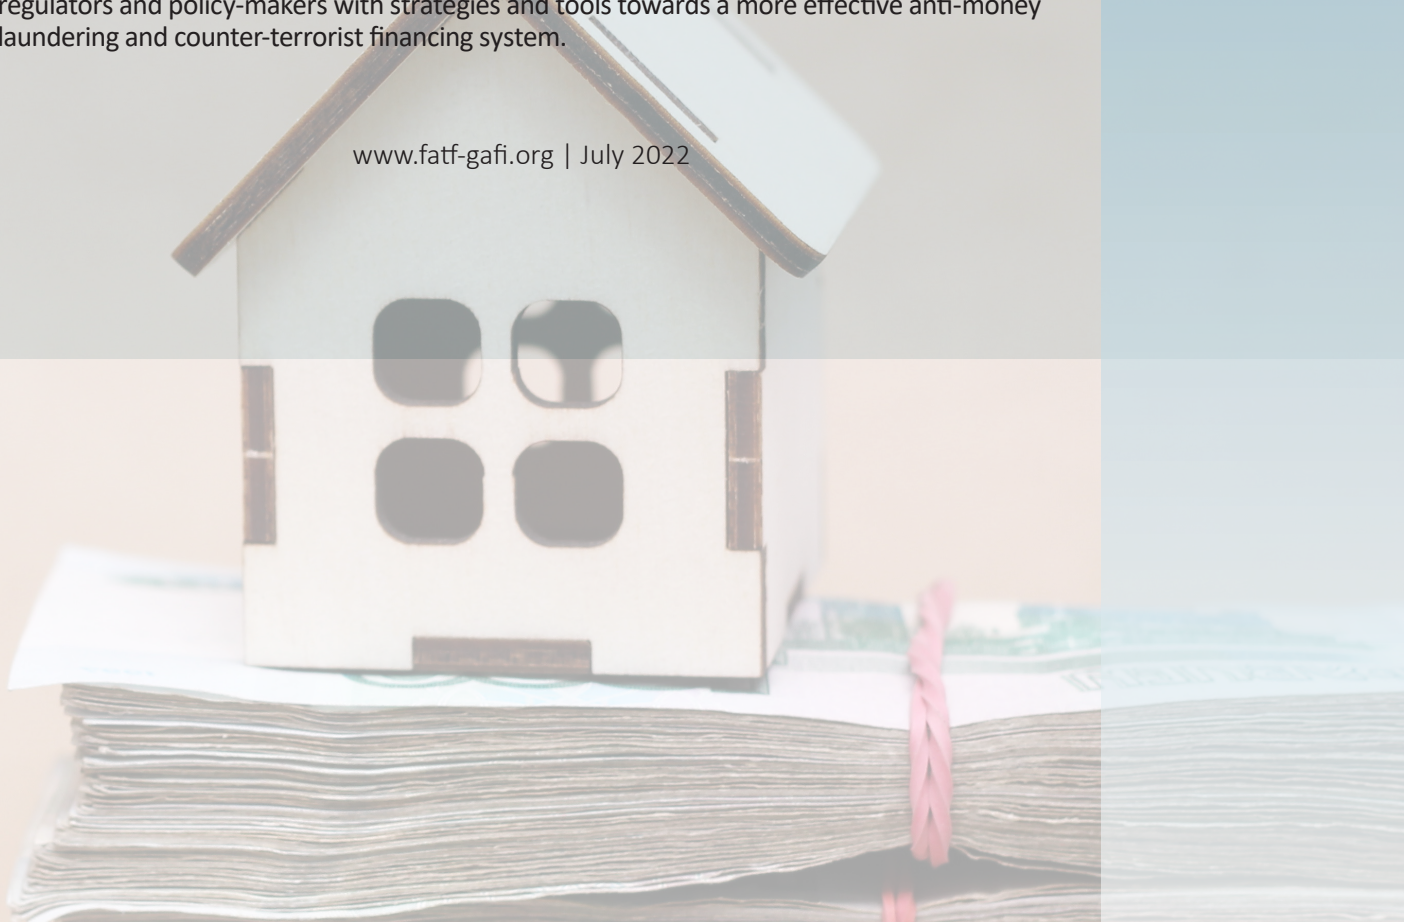 regulators and policy-makers with strategies and tools towards a more effective anti-money
laundering and counter-terrorist financing system.
www.fatf-gafi.org | July 2022